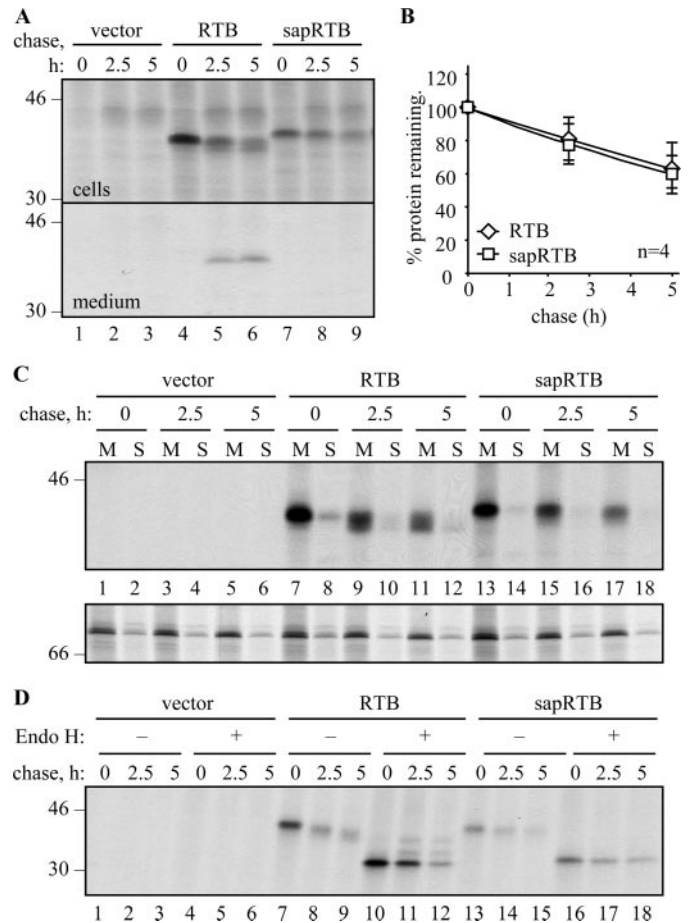 A
vector RTB sapRTB
chase,
h: 0 2.5 5 0 2.5 5 0 2.5 5
46
30
cells
46
30
medium
1 2 3 4 5 6 7 8 9
B
% protein remaining.
120
100
80
60
40
20
0
RTB
sapRTB
n=4
0 1 2 3 4 5
chase (h)
C
vector RTB sapRTB
chase, h: 0 2.5 5 0 2.5 5 0 2.5 5
M S M S M S M S M S M S M S M S M S
46
1 2 3 4 5 6 7 8 9 10 11 12 13 14 15 16 17 18
66
D
vector RTB sapRTB
Endo H: – + – + – +
chase, h: 0 2.5 5 0 2.5 5 0 2.5 5 0 2.5 5 0 2.5 5 0 2.5 5
46
30
1 2 3 4 5 6 7 8 9 10 11 12 13 14 15 16 17 18